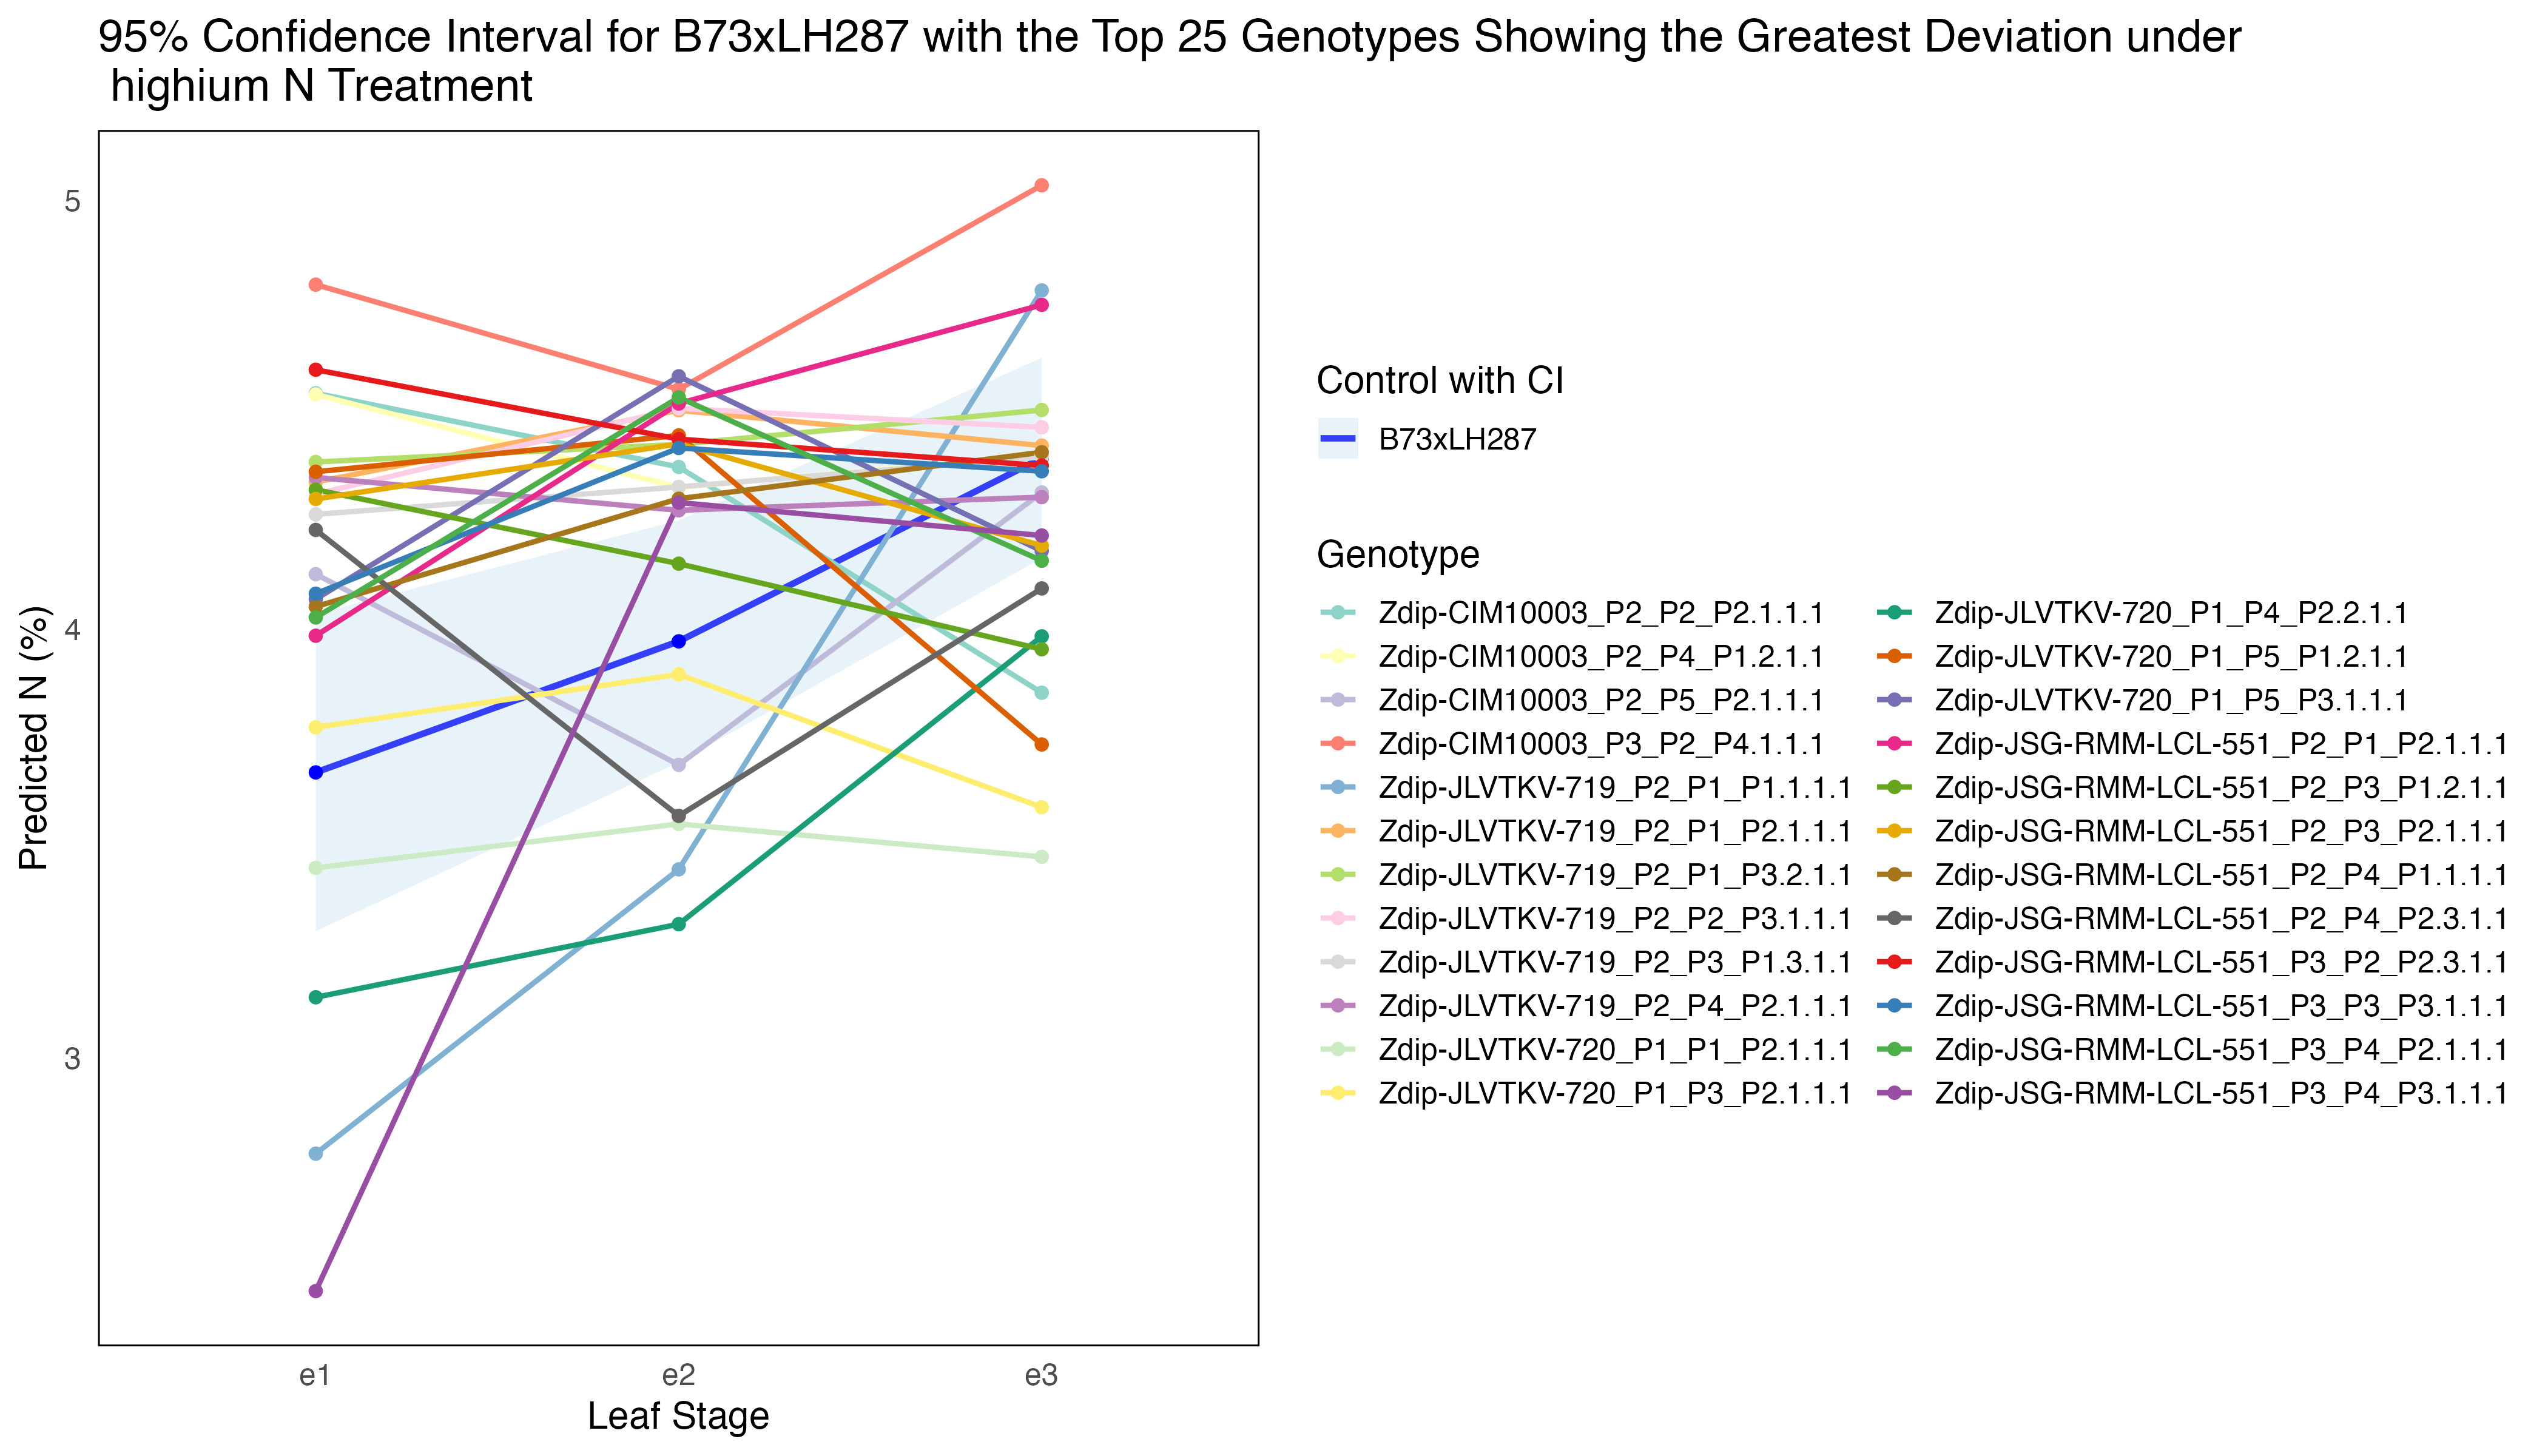 95% Confidence Interval for B73xLH287 with the Top 25 Genotypes Showing the Greatest Deviation under
highium N Treatment
5
4
3
Predicted N (%)
e1
e2
e3
Leaf Stage
Control with CI
B73xLH287
Genotype
Zdip-CIM10003_P2_P2_P2.1.1.1
Zdip-CIM10003_P2_P4_P1.2.1.1
Zdip-CIM10003_P2_P5_P2.1.1.1
Zdip-CIM10003_P3_P2_P4.1.1.1
Zdip-JLVTKV-719_P2_P1_P1.1.1.1
Zdip-JLVTKV-719_P2_P1_P2.1.1.1
Zdip-JLVTKV-719_P2_P1_P3.2.1.1
Zdip-JLVTKV-719_P2_P2_P3.1.1.1
Zdip-JLVTKV-719_P2_P3_P1.3.1.1
Zdip-JLVTKV-719_P2_P4_P2.1.1.1
Zdip-JLVTKV-720_P1_P1_P2.1.1.1
Zdip-JLVTKV-720_P1_P3_P2.1.1.1
Zdip-JLVTKV-720_P1_P4_P2.2.1.1
Zdip-JLVTKV-720_P1_P5_P1.2.1.1
Zdip-JLVTKV-720_P1_P5_P3.1.1.1
Zdip-JSG-RMM-LCL-551_P2_P1_P2.1.1.1
Zdip-JSG-RMM-LCL-551_P2_P3_P1.2.1.1
Zdip-JSG-RMM-LCL-551_P2_P3_P2.1.1.1
Zdip-JSG-RMM-LCL-551_P2_P4_P1.1.1.1
Zdip-JSG-RMM-LCL-551_P2_P4_P2.3.1.1
Zdip-JSG-RMM-LCL-551_P3_P2_P2.3.1.1
Zdip-JSG-RMM-LCL-551_P3_P3_P3.1.1.1
Zdip-JSG-RMM-LCL-551_P3_P4_P2.1.1.1
Zdip-JSG-RMM-LCL-551_P3_P4_P3.1.1.1